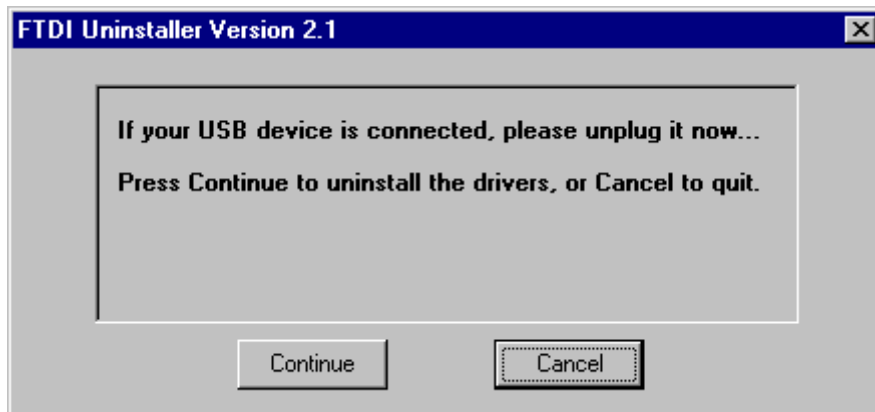 FTDI Uninstaller Version 2.1
If your USB device is connected, please unplug it now...
Press Continue to uninstall the drivers, or Cancel to quit.
Continue
Cancel